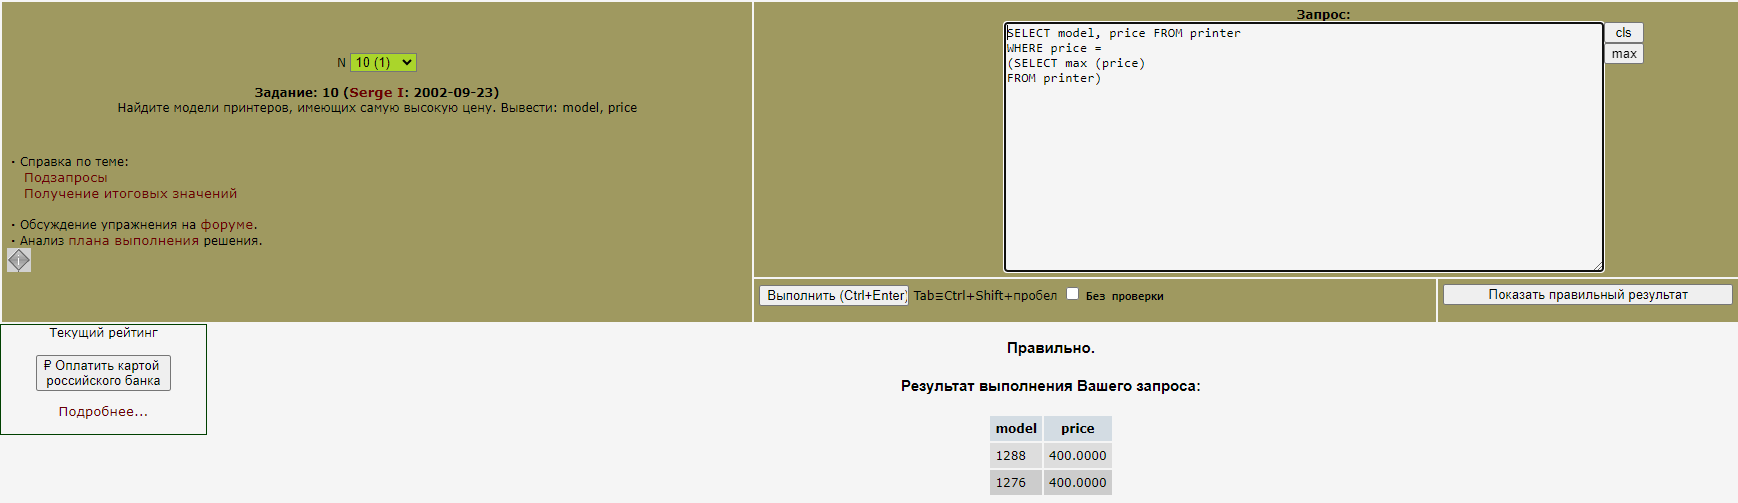 N 10 (1)
Задание: 10 (Serge I: 2002-09-23)
Найдите модели принтеров, имеющих самую высокую цену. Вывести: model, price
· Справка по теме:
Подзапросы
Получение итоговых значений
· Обсуждение упражнения на форуме.
· Анализ плана выполнения решения.
i
Запрос:
SELECT model, price FROM printer
WHERE price =
(SELECT max (price)
FROM printer)
cls
max
Выполнить (Ctrl+Enter) Tab≡Ctrl+Shift+пробел Без проверки
Показать правильный результат
Текущий рейтинг
₽ Оплатить картой
российского банка
Подробнее...
Правильно.
Результат выполнения Вашего запроса:
model price
1288 400.0000
1276 400.0000